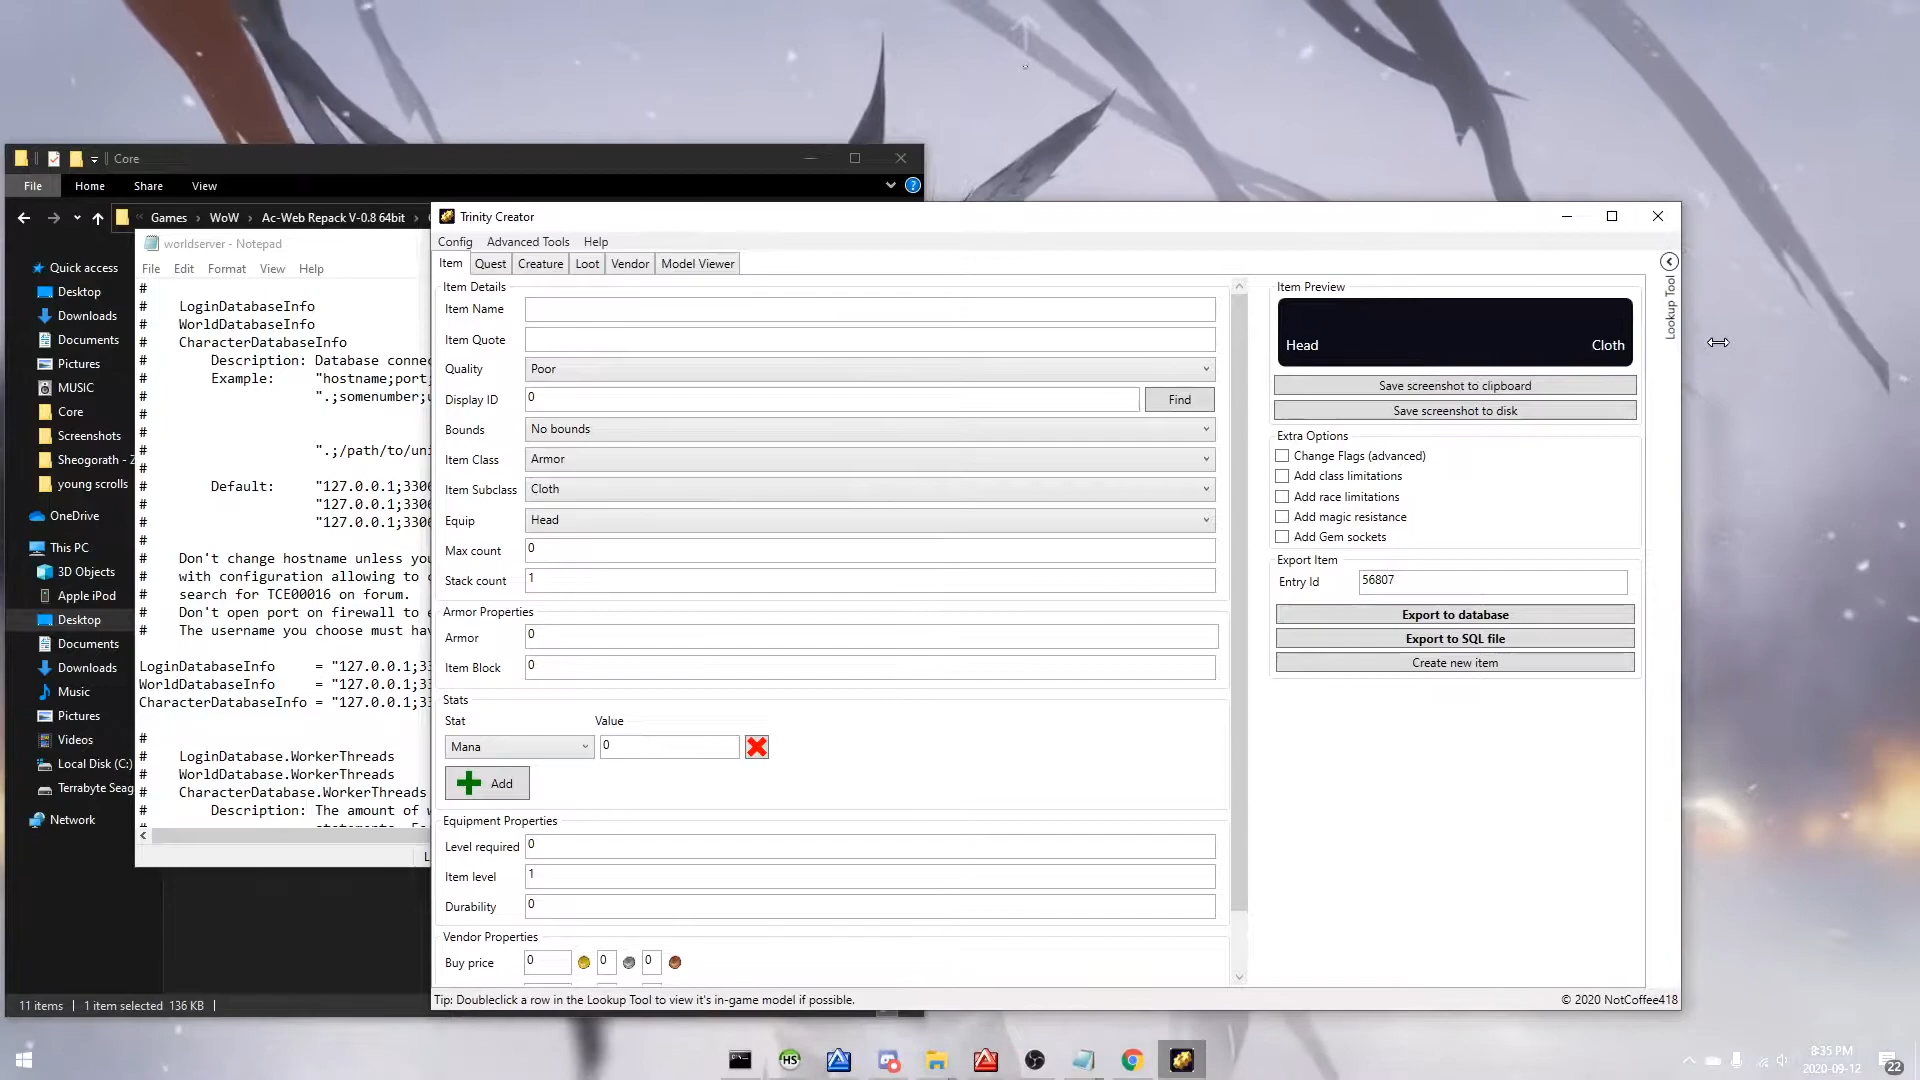 Core
File Home Share View
Games › WoW › Ac-Web Repack V-0.8 64bit ›
Quick access
Desktop
Downloads
Documents
Pictures
MUSIC
Core
Screenshots
Sheogorath - Z
young scrolls
OneDrive
This PC
3D Objects
Apple iPod
Desktop
Documents
Downloads
Music
Pictures
Videos
Local Disk (C:)
Terrabyte Seag
Network
11 items 1 item selected 136 KB
worldserver - Notepad
File Edit Format View Help
#
# LoginDatabaseInfo
# WorldDatabaseInfo
# CharacterDatabaseInfo
# Description: Database conne
# Example: "hostname;port;
# ".;somenumber;u
#
#
# ".;/path/to/uni
#
# Default: "127.0.0.1;3306
# "127.0.0.1;3306
# "127.0.0.1;3306
#
# Don't change hostname unless you
# with configuration allowing to c
# search for TCE00016 on forum.
# Don't open port on firewall to e
# The username you choose must hav
LoginDatabaseInfo = "127.0.0.1;33
WorldDatabaseInfo = "127.0.0.1;33
CharacterDatabaseInfo = "127.0.0.1;33
#
# LoginDatabase.WorkerThreads
# WorldDatabase.WorkerThreads
# CharacterDatabase.WorkerThreads
# Description: The amount of w
Trinity Creator
Config Advanced Tools Help
Item Quest Creature Loot Vendor Model Viewer
Item Details
Item Name
Item Quote
Quality Poor
Display ID 0 Find
Bounds No bounds
Item Class Armor
Item Subclass Cloth
Equip Head
Max count 0
Stack count 1
Armor Properties
Armor 0
Item Block 0
Stats
Stat Value
Mana 0
Add
Equipment Properties
Level required 0
Item level 1
Durability 0
Vendor Properties
Buy price 0 0 0
Tip: Doubleclick a row in the Lookup Tool to view it's in-game model if possible.
© 2020 NotCoffee418
Item Preview
Head Cloth
Save screenshot to clipboard
Save screenshot to disk
Extra Options
Change Flags (advanced)
Add class limitations
Add race limitations
Add magic resistance
Add Gem sockets
Export Item
Entry Id 56807
Export to database
Export to SQL file
Create new item
Lookup Tool
HS
8:35 PM
2020-09-12
22